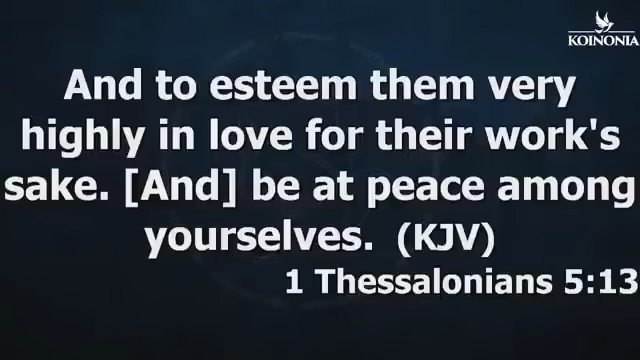 KOINONIA
And to esteem them very
highly in love for their work's
sake. [And] be at peace among
yourselves. (KJV)
1 Thessalonians 5:13